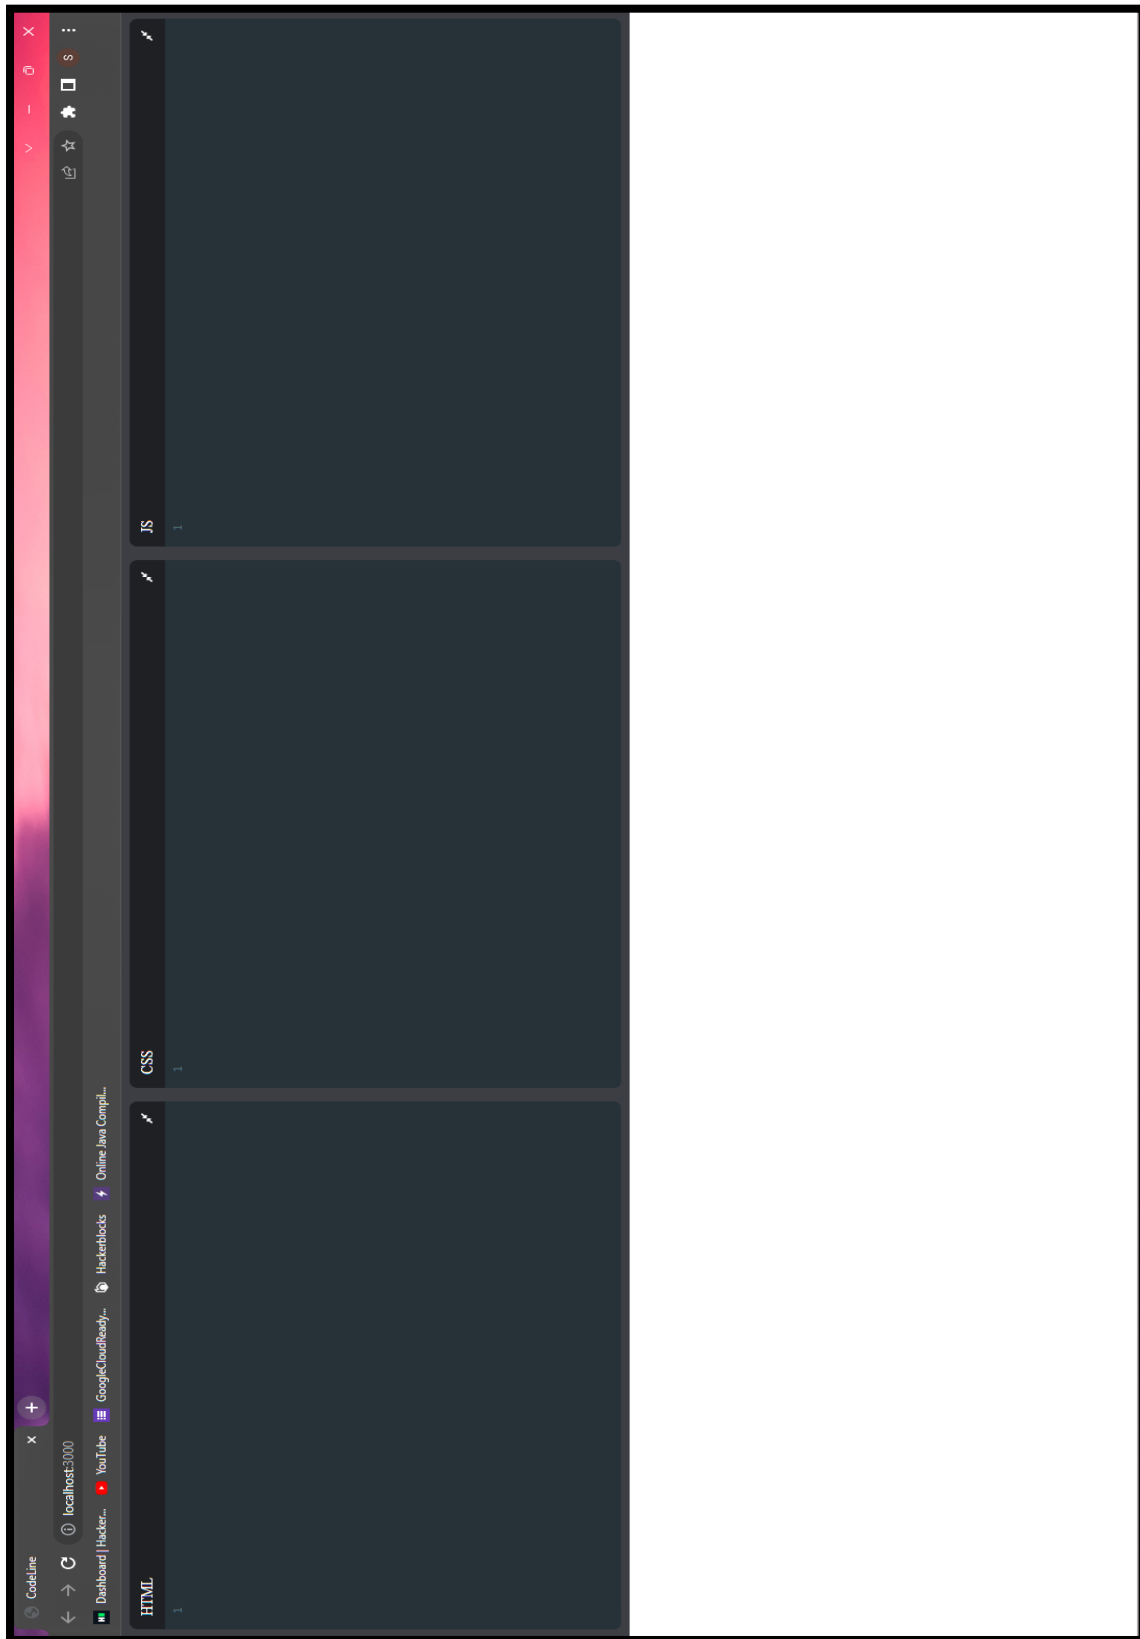 CodeLine
localhost:3000
Dashboard | Hacker... YouTube GoogleCloudReady... Hackerblocks Online Java Compil...
HTML CSS JS
1 1 1